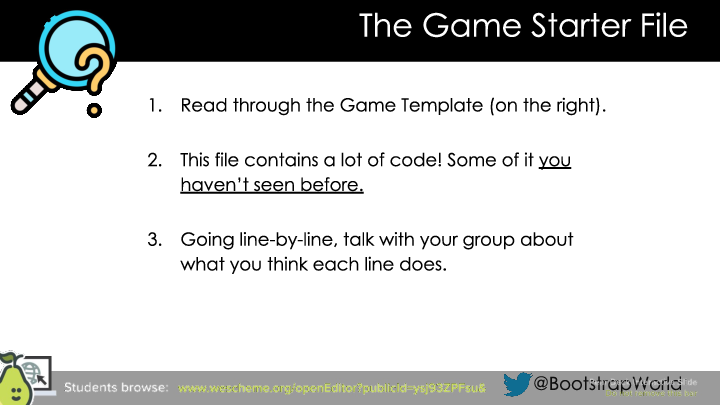 The Game Starter File
1. Read through the Game Template (on the right).
2. This file contains a lot of code! Some of it you
haven't seen before.
3. Going line-by-line, talk with your group about
what you think each line does.
Students browse: www.wescheme.org/openEditor?publicId=ysj93ZPFsu
@BootstrapWorld